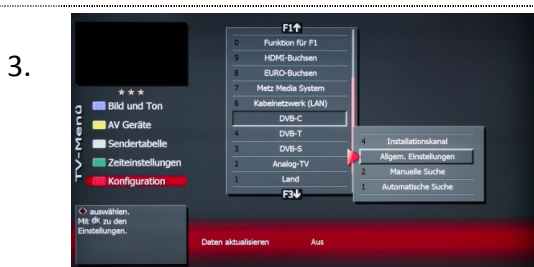 3.
F1↑
0 Funktion für F1
9 HDMI-Buchsen
8 EURO-Buchsen
7 Metz Media System
6 Kabelnetzwerk (LAN)
DVB-C
4 DVB-T
3 DVB-S
2 Analog-TV
1 Land
F3↓
4 Installationskanal
Allgem. Einstellungen
2 Manuelle Suche
1 Automatische Suche
TV-Menü
Bild und Ton
AV Geräte
Sendertabelle
Zeiteinstellungen
Konfiguration
auswählen.
Mit OK zu den
Einstellungen.
Daten aktualisieren Aus